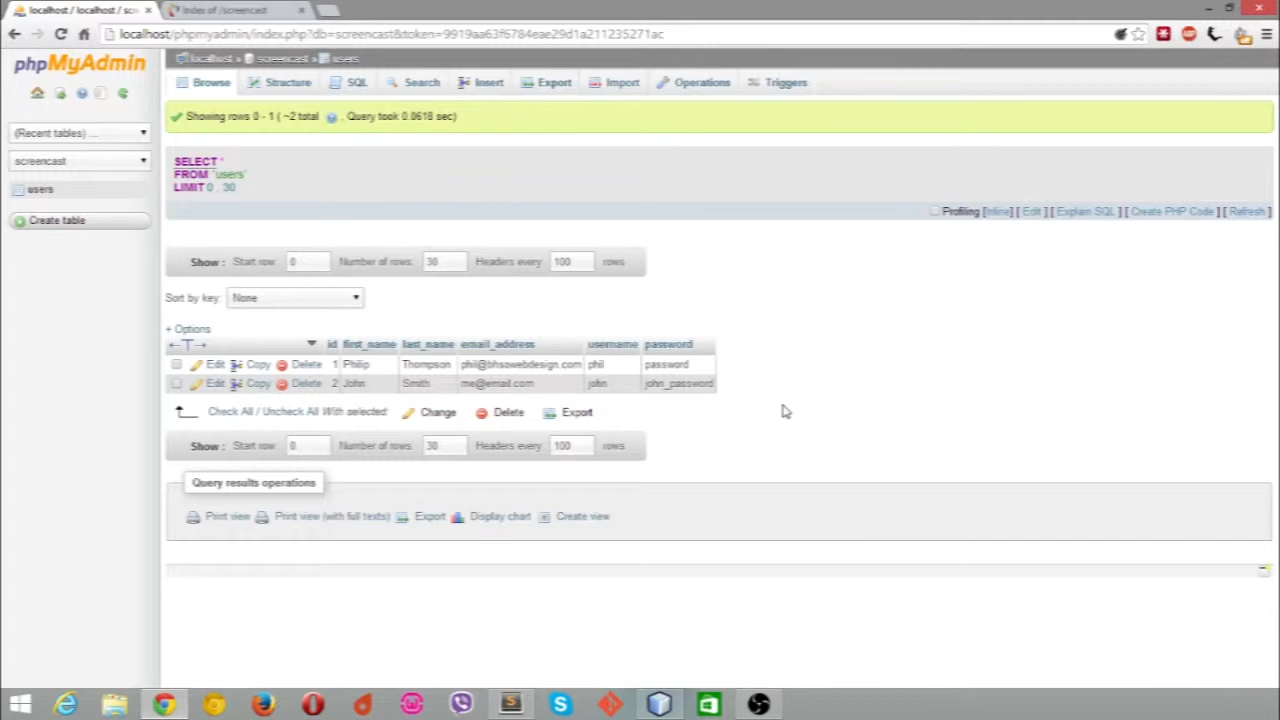 localhost / localhost / scr
Index of /screencast
localhost/phpmyadmin/index.php?db=screencast&token=9919aa63f6784eae29d1a211235271ac
phpMyAdmin
localhost » screencast » users
Browse Structure SQL Search Insert Export Import Operations Triggers
Showing rows 0 - 1 ( ~2 total . Query took 0.0618 sec)
(Recent tables) ...
screencast
users
Create table
SELECT *
FROM `users`
LIMIT 0 , 30
Profiling [Inline] [ Edit ] [ Explain SQL ] [ Create PHP Code ] [ Refresh ]
Show : Start row: 0 Number of rows: 30 Headers every 100 rows
Sort by key: None
+ Options
←T→ id first_name last_name email_address username password
Edit Copy Delete 1 Philip Thompson phil@bhsowebdesign.com phil password
Edit Copy Delete 2 John Smith me@email.com john john_password
Check All / Uncheck All With selected: Change Delete Export
Show : Start row: 0 Number of rows: 30 Headers every 100 rows
Query results operations
Print view Print view (with full texts) Export Display chart Create view